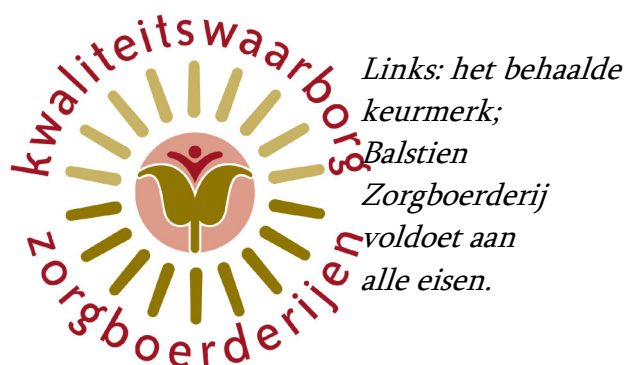 kwaliteitswaarborg
zorgboerderijen
Links: het behaalde
keurmerk;
Balstien
Zorgboerderij
voldoet aan
alle eisen.